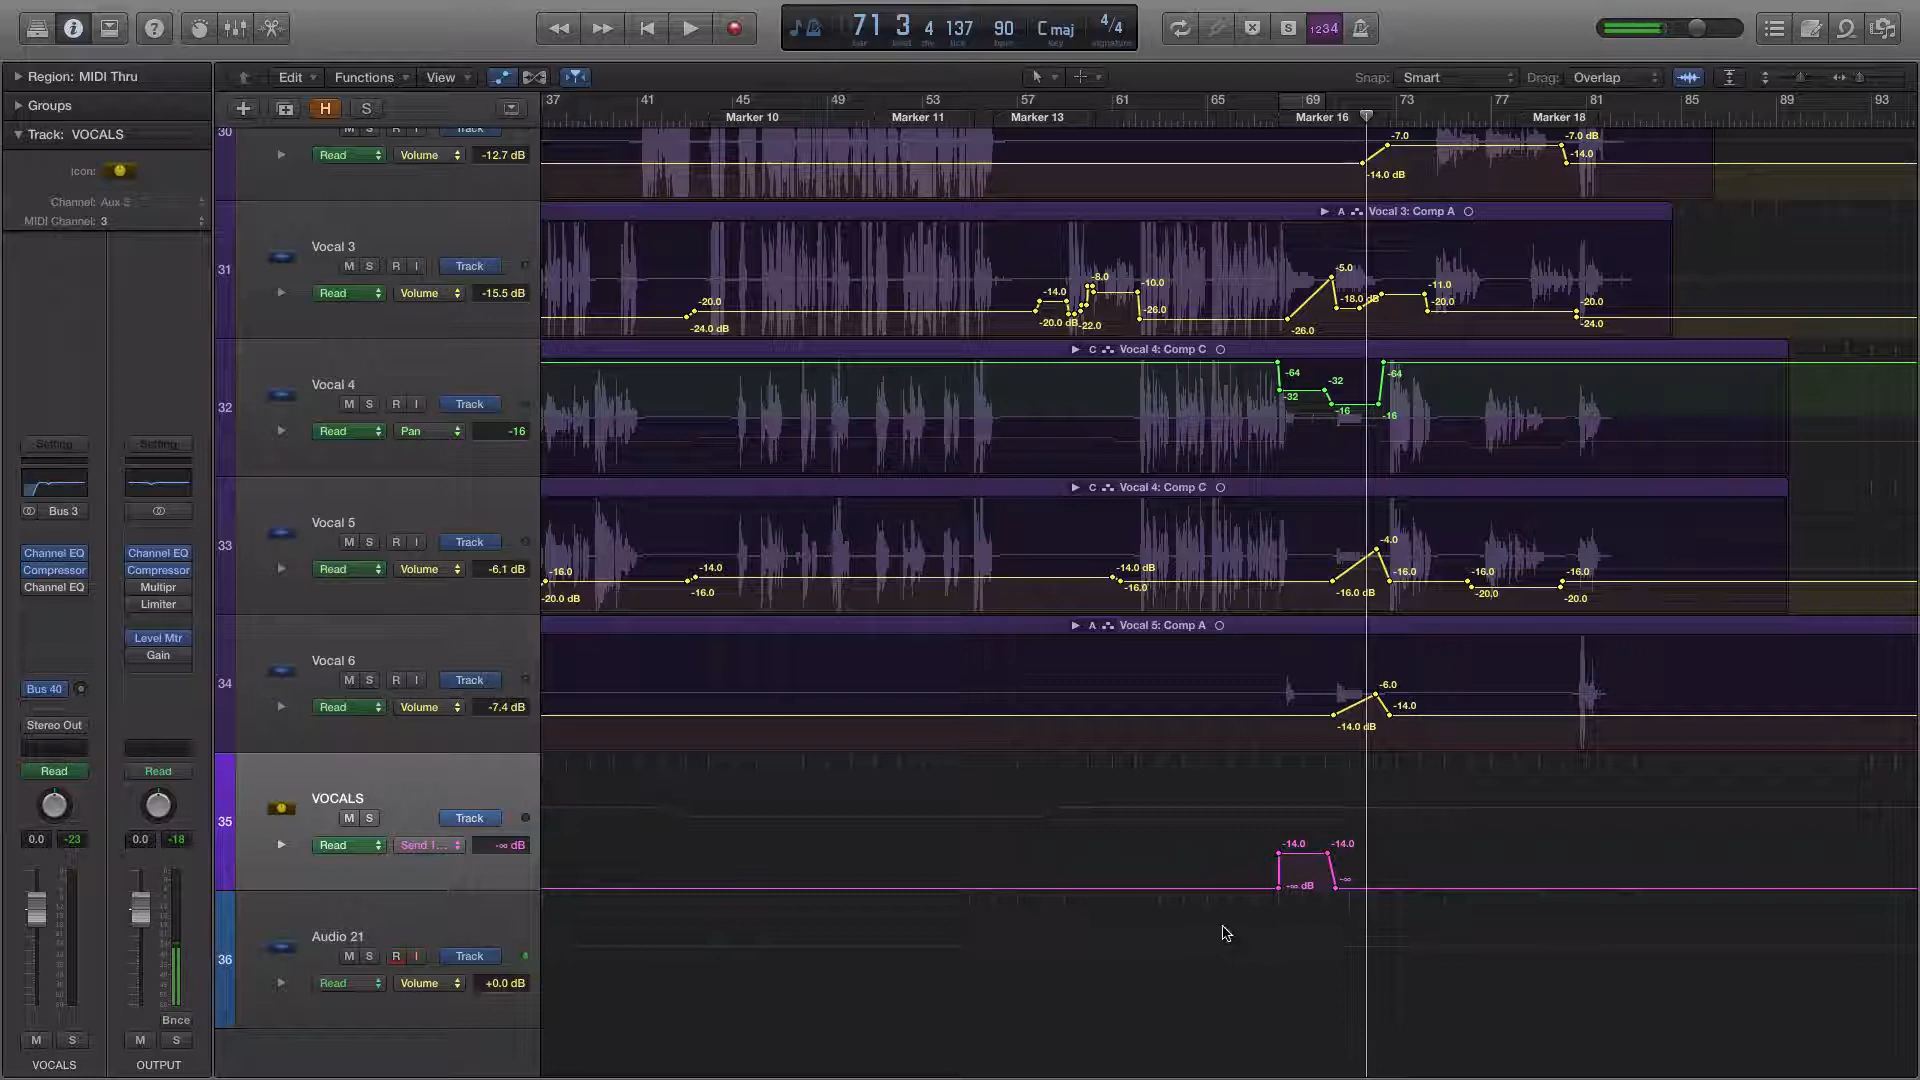 71 3 4 137 90 C maj 4/4
bar beat div tick bpm key signature
S 1234
Region: MIDI Thru
Edit Functions View
Snap: Smart Drag: Overlap
Groups
H S
37 41 45 49 53 57 61 65 69 73 77 81 85 89 93
Marker 10 Marker 11 Marker 13 Marker 16 Marker 18
Track: VOCALS
Icon:
Channel:
MIDI Channel: 3
30
M S R I Track
Read Volume -12.7 dB
-7.0 -14.0 dB -7.0 dB -14.0
31
Vocal 3
M S R I Track
Read Volume -15.5 dB
A Vocal 3: Comp A
-24.0 dB -20.0 -14.0 -20.0 dB -22.0 -8.0 -10.0 -26.0 -26.0 -5.0 -18.0 dB -11.0 -20.0 -20.0 -24.0
32
Vocal 4
M S R I Track
Read Pan -16
C Vocal 4: Comp C
-64 -32 -32 -16 -16 -64
33
Vocal 5
M S R I Track
Read Volume -6.1 dB
C Vocal 4: Comp C
-16.0 -20.0 dB -14.0 -16.0 -14.0 dB -16.0 -16.0 dB -4.0 -16.0 -16.0 -20.0 -16.0 -20.0
34
Vocal 6
M S R I Track
Read Volume -7.4 dB
A Vocal 5: Comp A
-14.0 dB -6.0 -14.0
35
VOCALS
M S Track
Read Send 1... -∞ dB
-14.0 -14.0 -∞ dB -∞
36
Audio 21
M S R I Track
Read Volume +0.0 dB
Setting Setting
Bus 3
Channel EQ Channel EQ
Compressor Compressor
Channel EQ Multipr
Limiter
Level Mtr
Gain
Bus 40
Stereo Out
Read Read
0.0 -23 0.0 -18
Bnce
M S M S
VOCALS OUTPUT